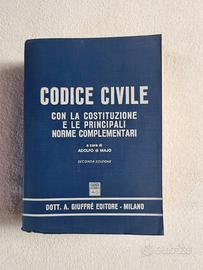 CODICE CIVILE
CON LA COSTITUZIONE
E LE PRINCIPALI
NORME COMPLEMENTARI
a cura di
ADOLFO di MAJO
SECONDA EDIZIONE
DOTT. A. GIUFFRÈ EDITORE - MILANO
subito